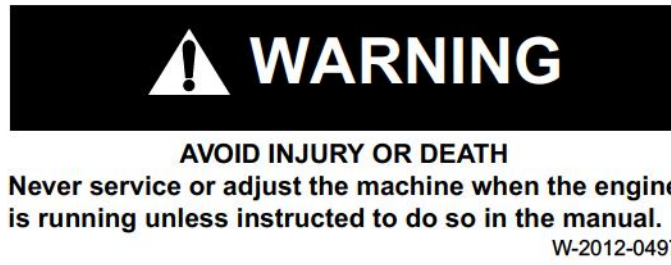 WARNING
AVOID INJURY OR DEATH
Never service or adjust the machine when the engine
is running unless instructed to do so in the manual.
W-2012-0497